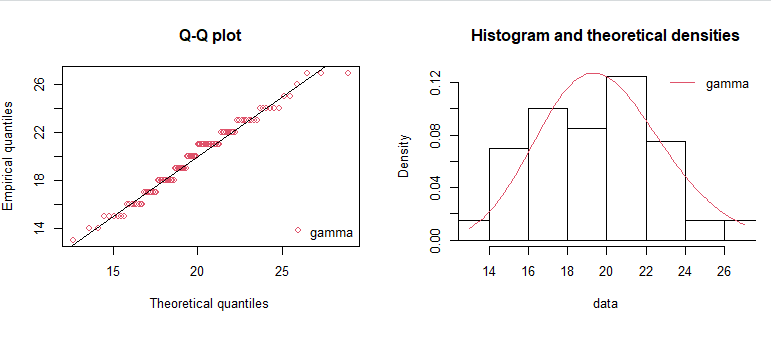 Q-Q plot
Empirical quantiles
14
18
22
26
15
20
25
gamma
Theoretical quantiles
Histogram and theoretical densities
Density
0.00
0.04
0.08
0.12
gamma
14
16
18
20
22
24
26
data